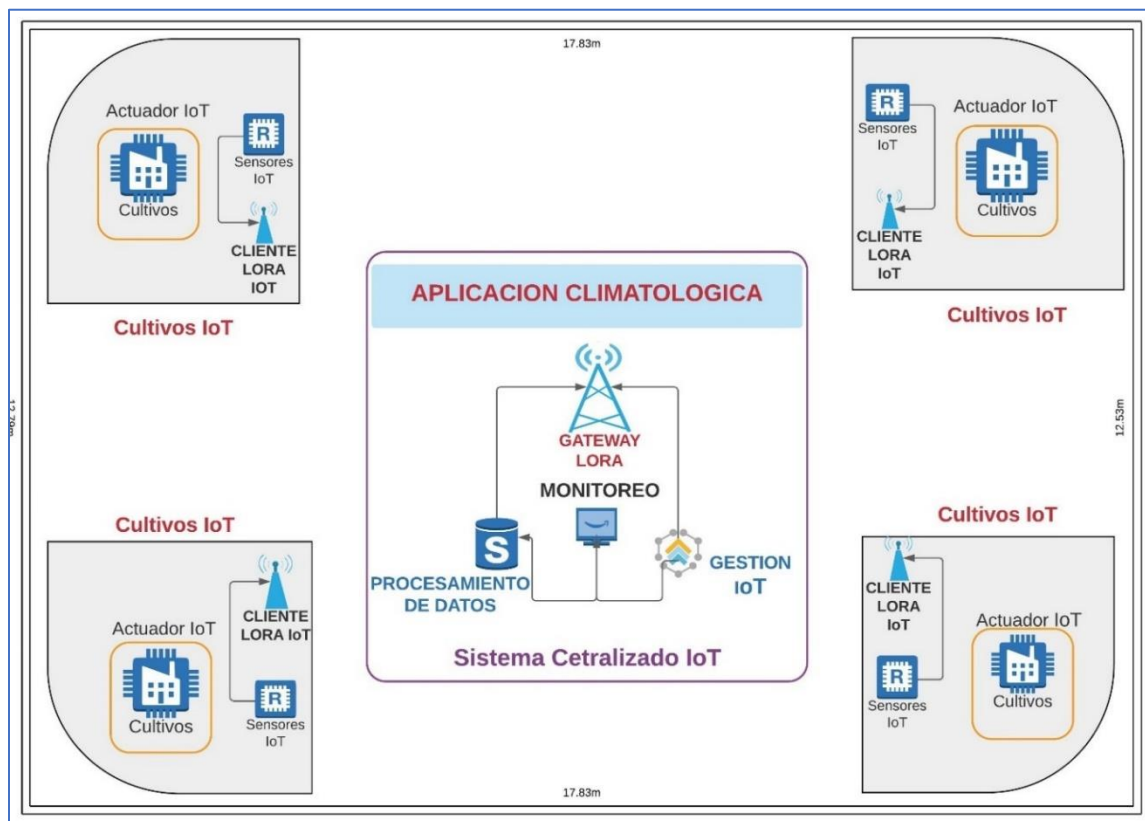 17.83m
Actuador IoT
Cultivos
R
Sensores
IoT
CLIENTE
LORA
IOT
Cultivos IoT
R
Sensores
IoT
Actuador IoT
Cultivos
CLIENTE
LORA
IoT
Cultivos IoT
APLICACION CLIMATOLOGICA
GATEWAY
LORA
MONITOREO
S
PROCESAMIENTO
DE DATOS
GESTION
IoT
Sistema Cetralizado IoT
12.79m
12.53m
Cultivos IoT
CLIENTE
LORA IoT
Actuador IoT
Cultivos
R
Sensores
IoT
Cultivos IoT
CLIENTE
LORA
IoT
Actuador IoT
R
Sensores
IoT
Cultivos
17.83m